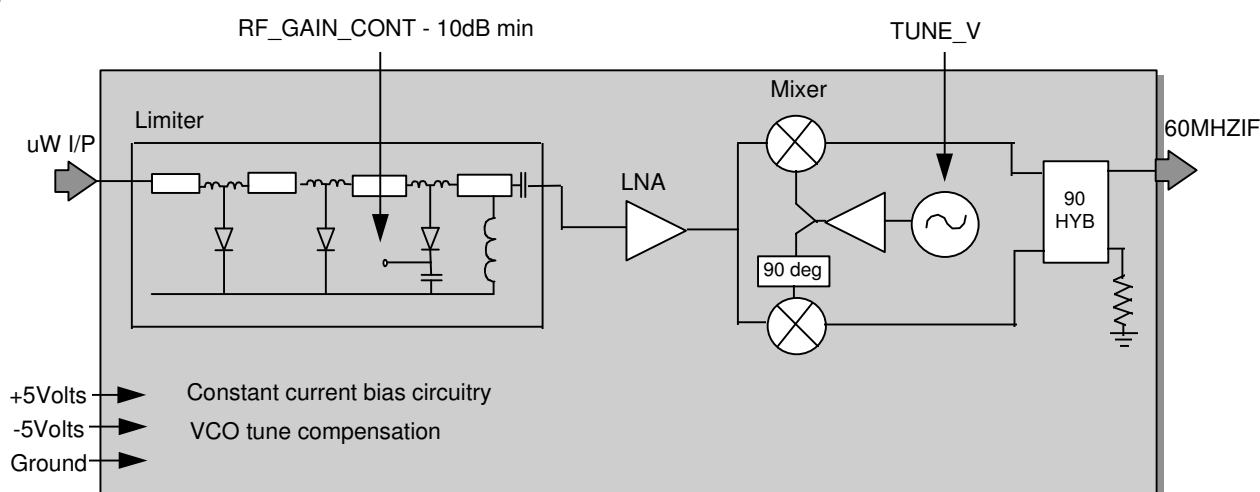 RF_GAIN_CONT - 10dB min
TUNE_V
Mixer
Limiter
60MHZIF
uW I/P
LNA
90
HYB
90 deg
+5Volts
Constant current bias circuitry
-5Volts
VCO tune compensation
Ground